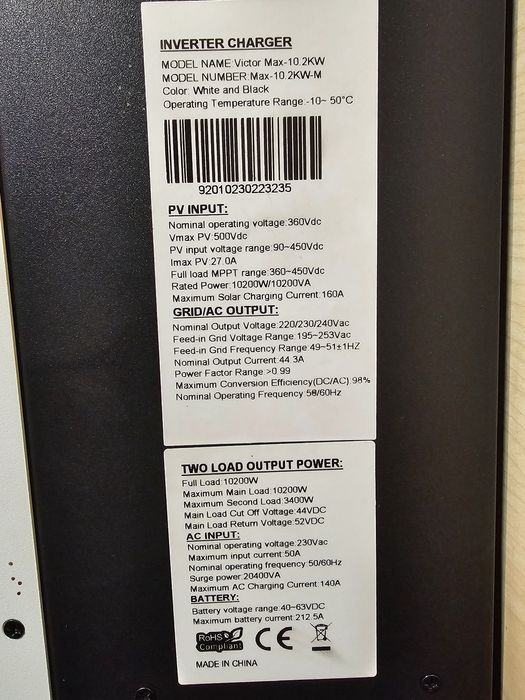 INVERTER CHARGER
MODEL NAME:Victor Max-10.2KW
MODEL NUMBER:Max-10.2KW-M
Color: White and Black
Operating Temperature Range:-10~ 50°C
92010230223235
PV INPUT:
Nominal operating voltage:360Vdc
Vmax PV:500Vdc
PV input voltage range:90~450Vdc
Imax PV:27.0A
Full load MPPT range:360~450Vdc
Rated Power:10200W/10200VA
Maximum Solar Charging Current:160A
GRID/AC OUTPUT:
Nominal Output Voltage:220/230/240Vac
Feed-in Grid Voltage Range:195~253Vac
Feed-in Grid Frequency Range:49~51±1HZ
Nominal Output Current:44.3A
Power Factor Range:>0.99
Maximum Conversion Efficiency(DC/AC):98%
Nominal Operating Frequency:50/60Hz
TWO LOAD OUTPUT POWER:
Full Load:10200W
Maximum Main Load:10200W
Maximum Second Load:3400W
Main Load Cut Off Voltage:44VDC
Main Load Return Voltage:52VDC
AC INPUT:
Nominal operating voltage:230Vac
Maximum input current:50A
Nominal operating frequency:50/60Hz
Surge power:20400VA
Maximum AC Charging Current:140A
BATTERY:
Battery voltage range:40~63VDC
Maximum battery current:212.5A
RoHS
Compliant
CE
MADE IN CHINA